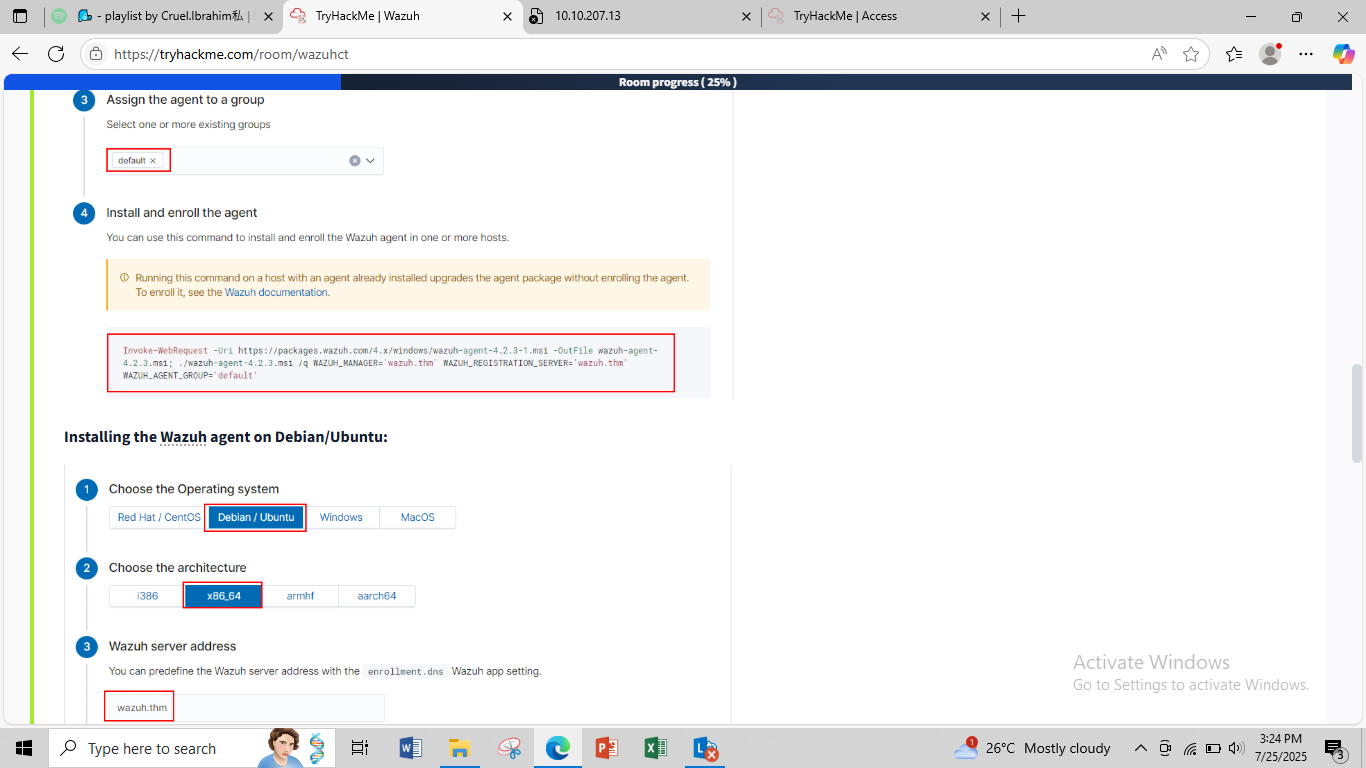 - playlist by Cruel.Ibrahim私 |
TryHackMe | Wazuh
10.10.207.13
TryHackMe | Access
https://tryhackme.com/room/wazuhct
Room progress ( 25% )
3 Assign the agent to a group
Select one or more existing groups
default ×
4 Install and enroll the agent
You can use this command to install and enroll the Wazuh agent in one or more hosts.
Running this command on a host with an agent already installed upgrades the agent package without enrolling the agent.
To enroll it, see the Wazuh documentation.
Invoke-WebRequest -Uri https://packages.wazuh.com/4.x/windows/wazuh-agent-4.2.3-1.msi -OutFile wazuh-agent-
4.2.3.msi; ./wazuh-agent-4.2.3.msi /q WAZUH_MANAGER='wazuh.thm' WAZUH_REGISTRATION_SERVER='wazuh.thm'
WAZUH_AGENT_GROUP='default'
Installing the Wazuh agent on Debian/Ubuntu:
1 Choose the Operating system
Red Hat / CentOS Debian / Ubuntu Windows MacOS
2 Choose the architecture
i386 x86_64 armhf aarch64
3 Wazuh server address
You can predefine the Wazuh server address with the enrollment.dns Wazuh app setting.
wazuh.thm
Activate Windows
Go to Settings to activate Windows.
Type here to search
1
26°C Mostly cloudy
3:24 PM
7/25/2025
3